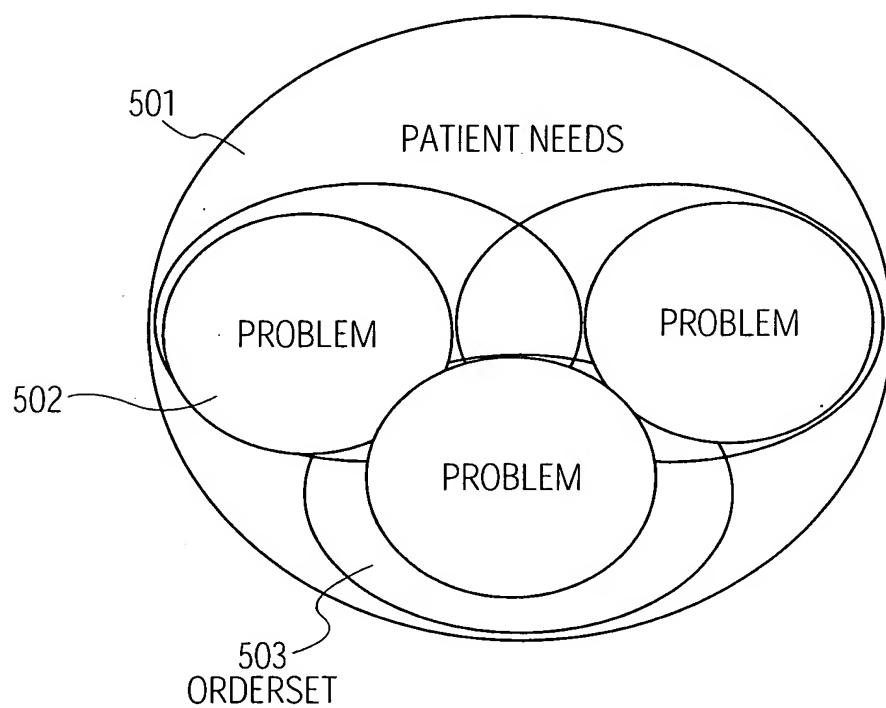 501
PATIENT NEEDS
PROBLEM
PROBLEM
502
PROBLEM
503
ORDERSET